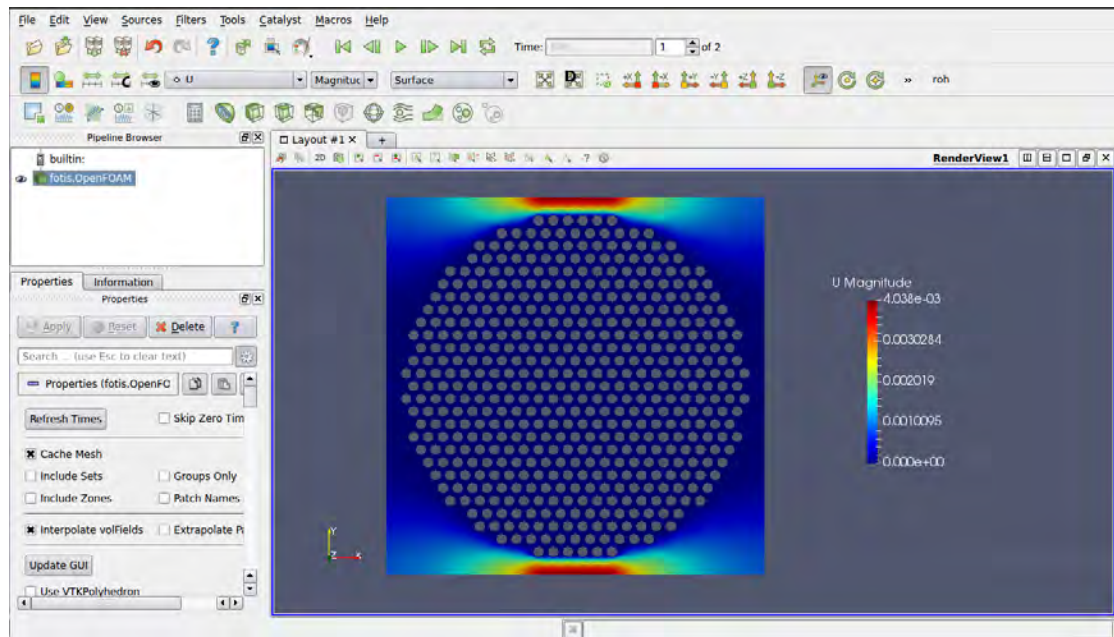 File Edit View Sources Filters Tools Catalyst Macros Help
Time: 1 of 2
U Magnituc Surface roh
Pipeline Browser
builtin:
fotis.OpenFOAM
Layout #1 × +
2D RenderView1
Properties Information
Properties
Apply Reset Delete ?
Search ... (use Esc to clear text)
Properties (fotis.OpenFO
Refresh Times Skip Zero Tim
Cache Mesh
Include Sets Groups Only
Include Zones Patch Names
Interpolate volFields Extrapolate P
Update GUI
Use VTKPolyhedron
U Magnitude
4.038e-03
0.0030284
0.002019
0.0010095
0.000e+00
Y
Z X